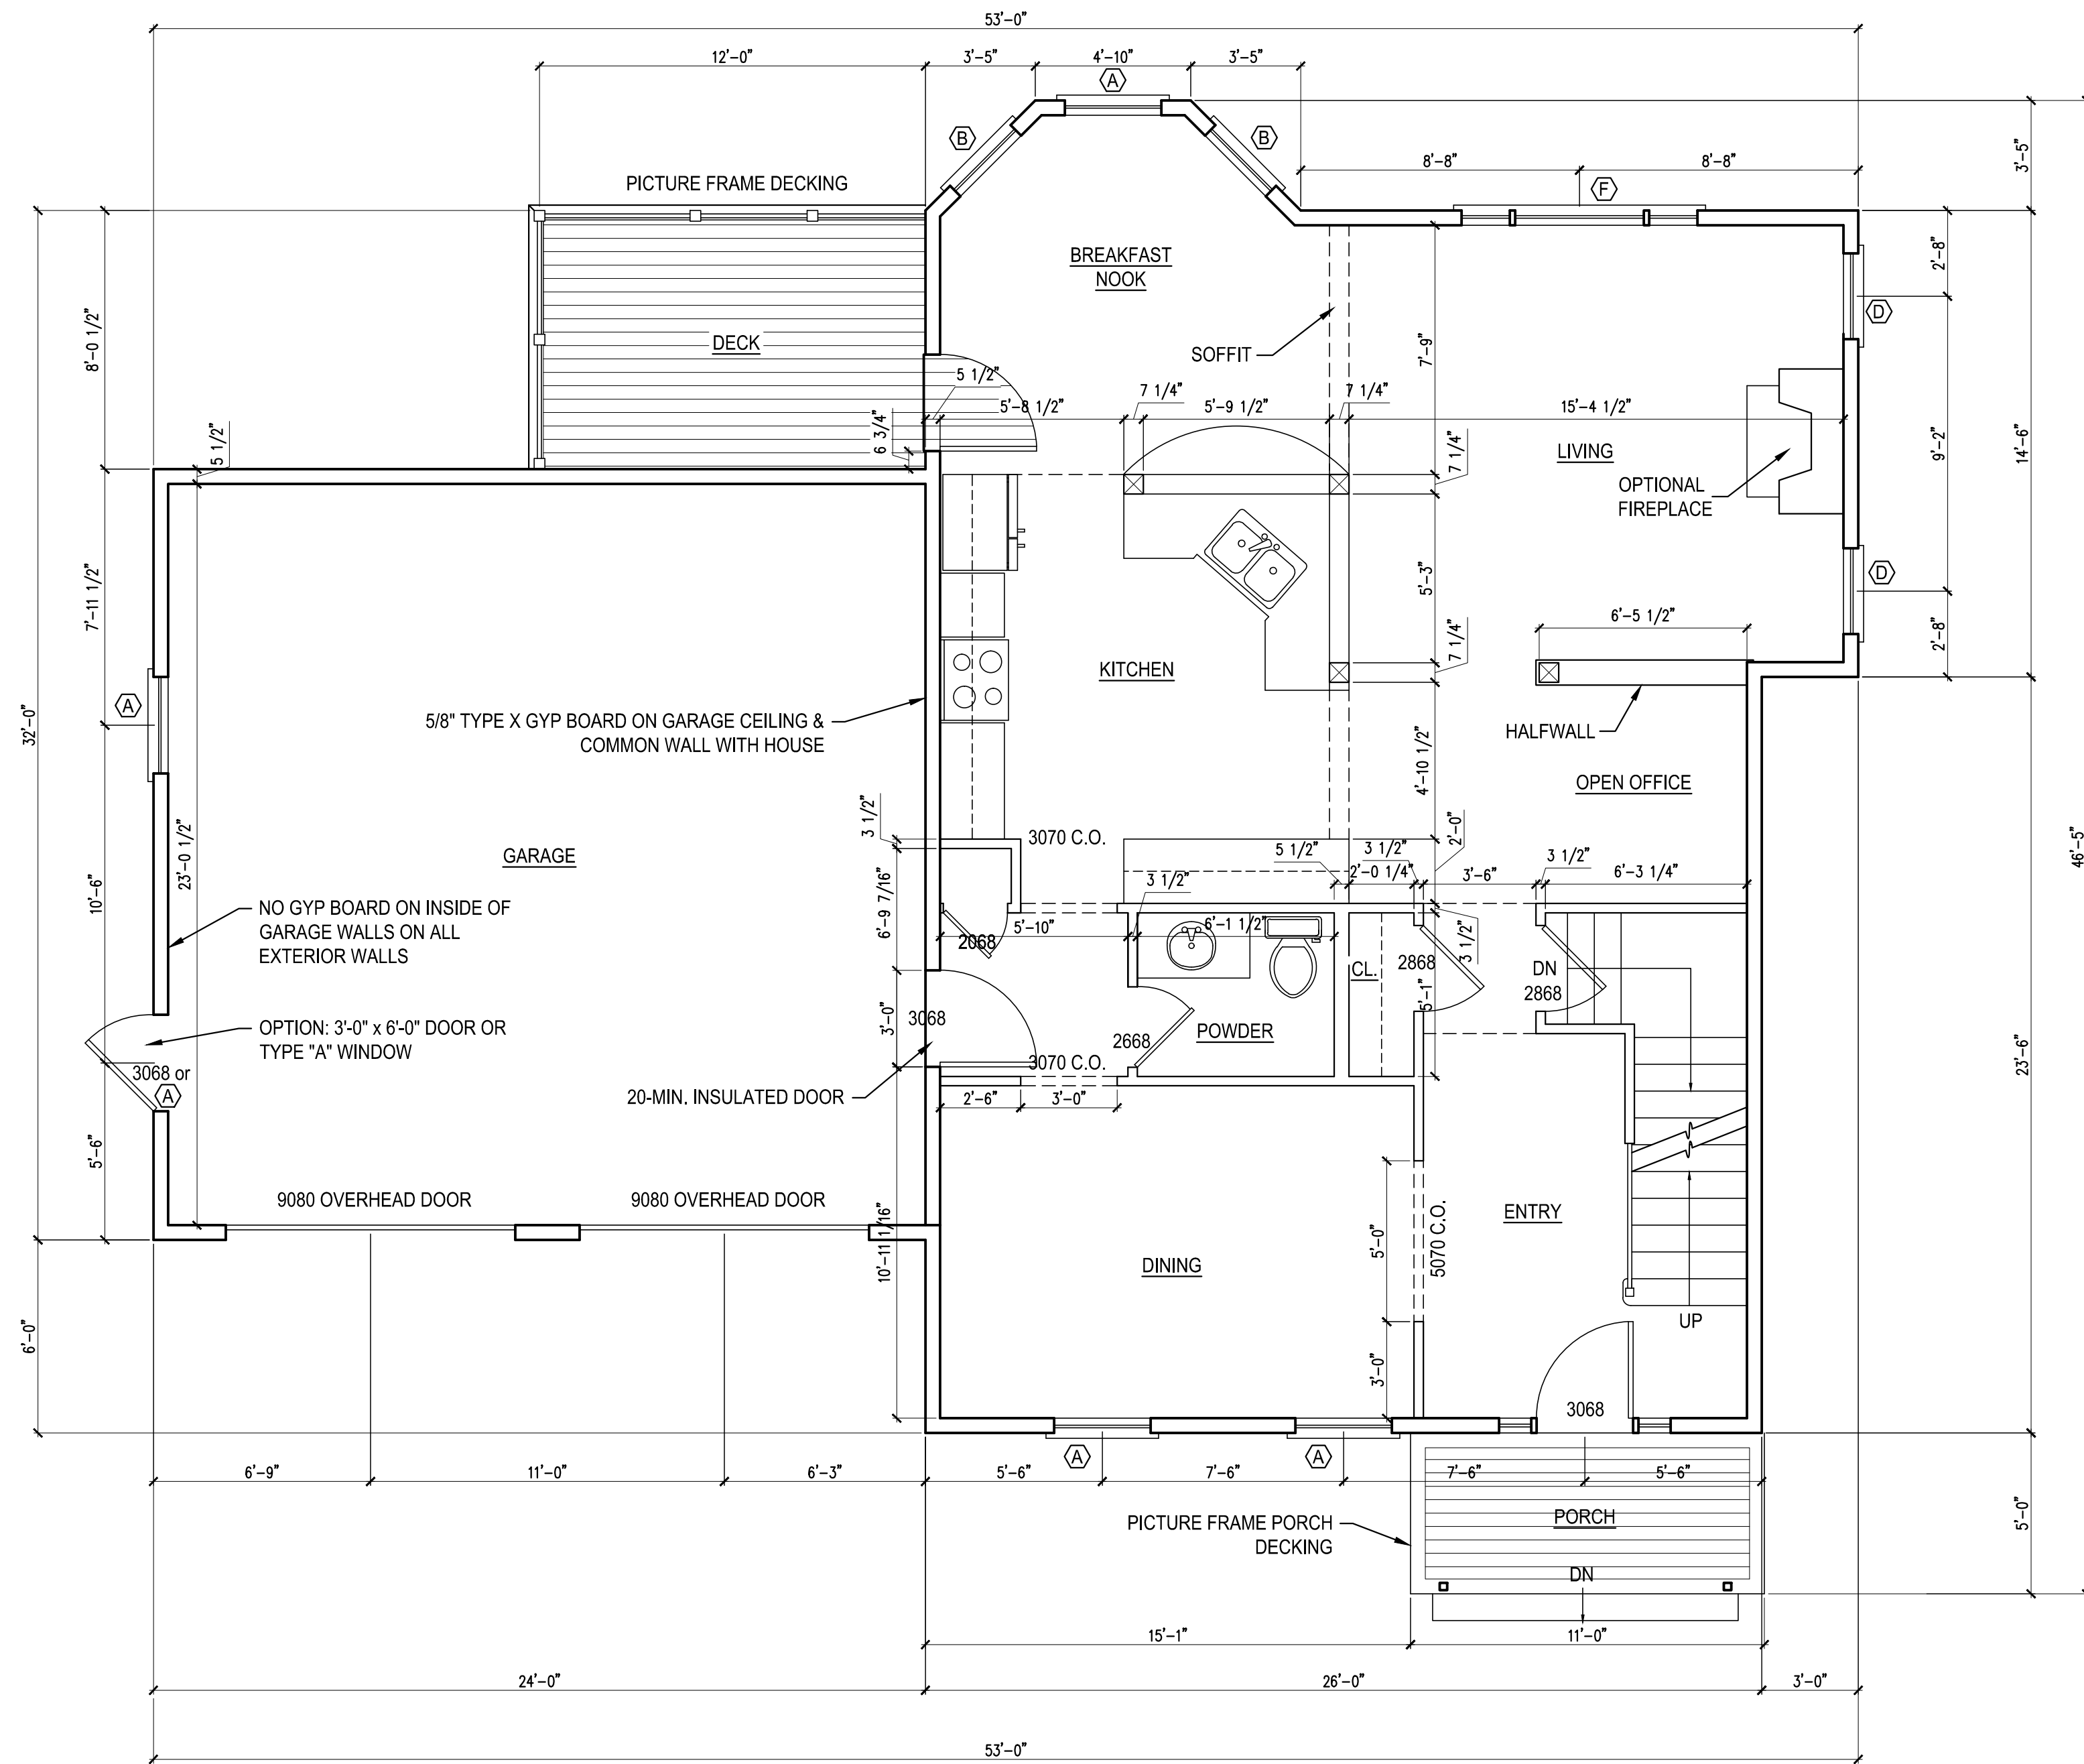 53'-0"
12'-0"
3'-5"
4'-10"
3'-5"
A
B
B
8'-8"
8'-8"
3'-5"
PICTURE FRAME DECKING
F
BREAKFAST
NOOK
2'-8"
D
DECK
SOFFIT
7'-9"
8'-0 1/2"
5 1/2"
7 1/4"
7 1/4"
5'-8 1/2"
5'-9 1/2"
15'-4 1/2"
6 3/4"
5 1/2"
7 1/4"
LIVING
9'-2"
14'-6"
OPTIONAL
FIREPLACE
7'-11 1/2"
5'-3"
D
6'-5 1/2"
7 1/4"
2'-8"
KITCHEN
A
32'-0"
5/8" TYPE X GYP BOARD ON GARAGE CEILING &
COMMON WALL WITH HOUSE
HALFWALL
4'-10 1/2"
OPEN OFFICE
46'-5"
3 1/2"
3070 C.O.
2'-0"
23'-0 1/2"
GARAGE
5 1/2"
3 1/2"
3 1/2"
2'-0 1/4"
3'-6"
6'-3 1/4"
10'-6"
NO GYP BOARD ON INSIDE OF
GARAGE WALLS ON ALL
EXTERIOR WALLS
6'-9 7/16"
3 1/2"
2068
5'-10"
6'-1 1/2"
3 1/2"
CL.
2868
DN
2868
5'-1"
OPTION: 3'-0" x 6'-0" DOOR OR
TYPE "A" WINDOW
3'-0"
3068
2668
POWDER
3070 C.O.
23'-6"
3068 or
A
20-MIN. INSULATED DOOR
2'-6"
3'-0"
5'-6"
9080 OVERHEAD DOOR
9080 OVERHEAD DOOR
10'-11 1/16"
5'-0"
5070 C.O.
ENTRY
DINING
UP
6'-0"
3'-0"
3068
A
A
6'-9"
11'-0"
6'-3"
5'-6"
7'-6"
7'-6"
5'-6"
PICTURE FRAME PORCH
DECKING
PORCH
5'-0"
DN
15'-1"
11'-0"
24'-0"
26'-0"
3'-0"
53'-0"